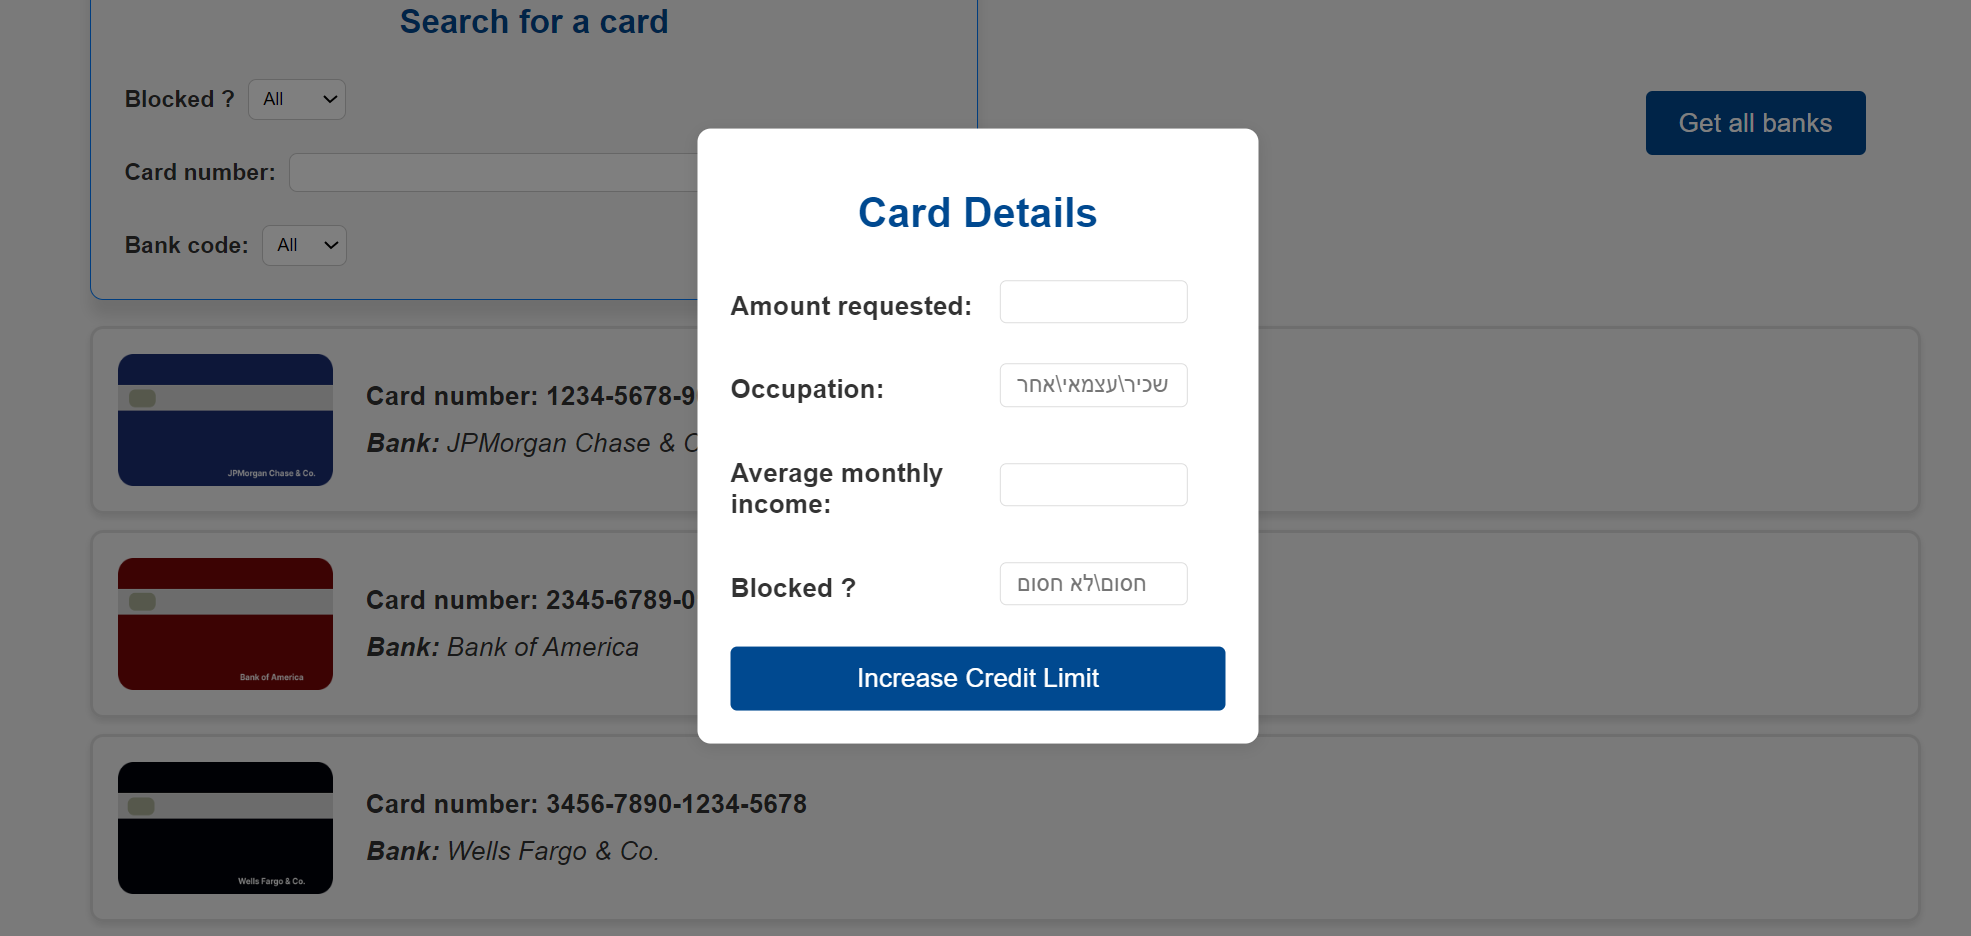 Search for a card
Blocked ? All
Card number:
Bank code: All
Get all banks
Card Details
Amount requested:
Occupation: שכיר\עצמאי\אחר
Average monthly
income:
Blocked ? חסום\לא חסום
Increase Credit Limit
JPMorgan Chase & Co.
Card number: 1234-5678-9
Bank: JPMorgan Chase & C
Bank of America
Card number: 2345-6789-0
Bank: Bank of America
Wells Fargo & Co.
Card number: 3456-7890-1234-5678
Bank: Wells Fargo & Co.